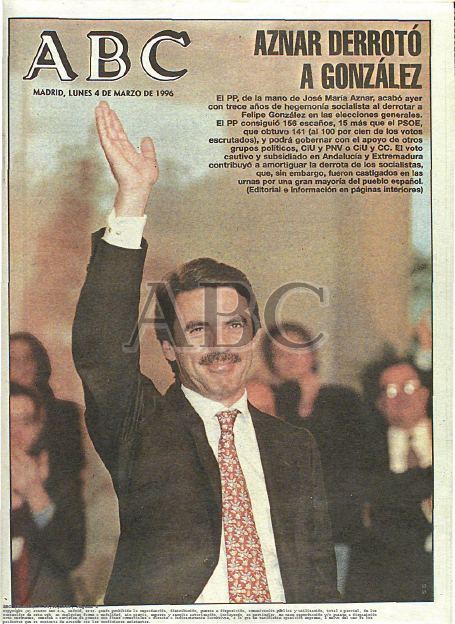 ABC
MADRID, LUNES 4 DE MARZO DE 1996
AZNAR DERROTÓ
A GONZÁLEZ
El PP, de la mano de José María Aznar, acabó ayer
con trece años de hegemonía socialista al derrotar a
Felipe González en las elecciones generales.
El PP consiguió 156 escaños, 15 más que el PSOE,
que obtuvo 141 (al 100 por cien de los votos
escrutados), y podrá gobernar con el apoyo de otros
grupos políticos, CiU y PNV o CiU y CC. El voto
cautivo y subsidiado en Andalucía y Extremadura
contribuyó a amortiguar la derrota de los socialistas,
que, sin embargo, fueron castigados en las
urnas por una gran mayoría del pueblo español.
(Editorial e información en páginas interiores)
ABC